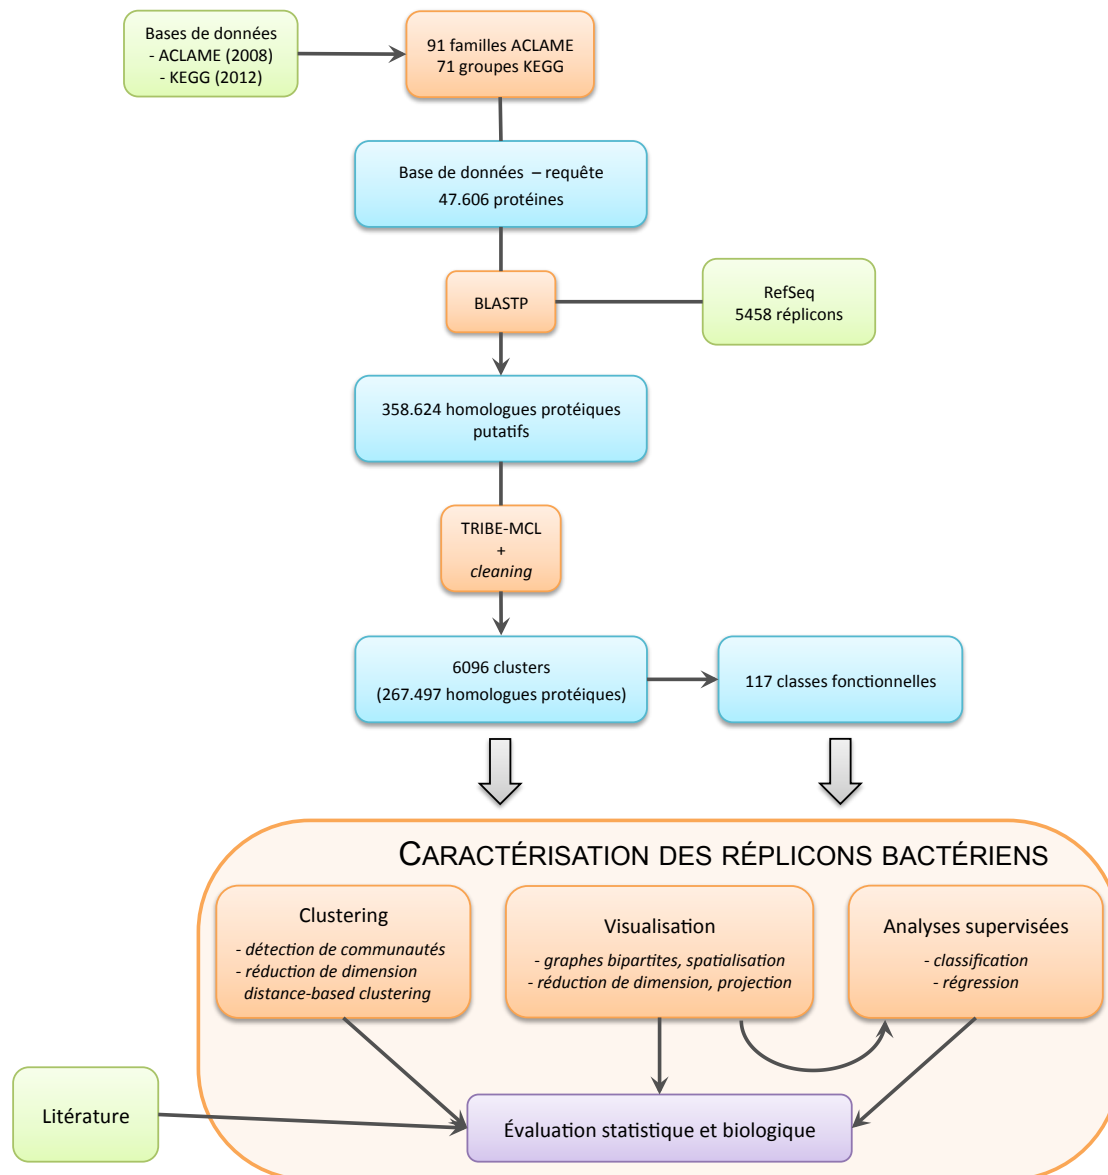 Bases de données
- ACLAME (2008)
- KEGG (2012)
91 familles ACLAME
71 groupes KEGG
Base de données – requête
47.606 protéines
BLASTP
RefSeq
5458 réplicons
358.624 homologues protéiques
putatifs
TRIBE-MCL
+
cleaning
6096 clusters
(267.497 homologues protéiques)
117 classes fonctionnelles
CARACTÉRISATION DES RÉPLICONS BACTÉRIENS
Clustering
- détection de communautés
- réduction de dimension
distance-based clustering
Visualisation
- graphes bipartites, spatialisation
- réduction de dimension, projection
Analyses supervisées
- classification
- régression
Litérature
Évaluation statistique et biologique